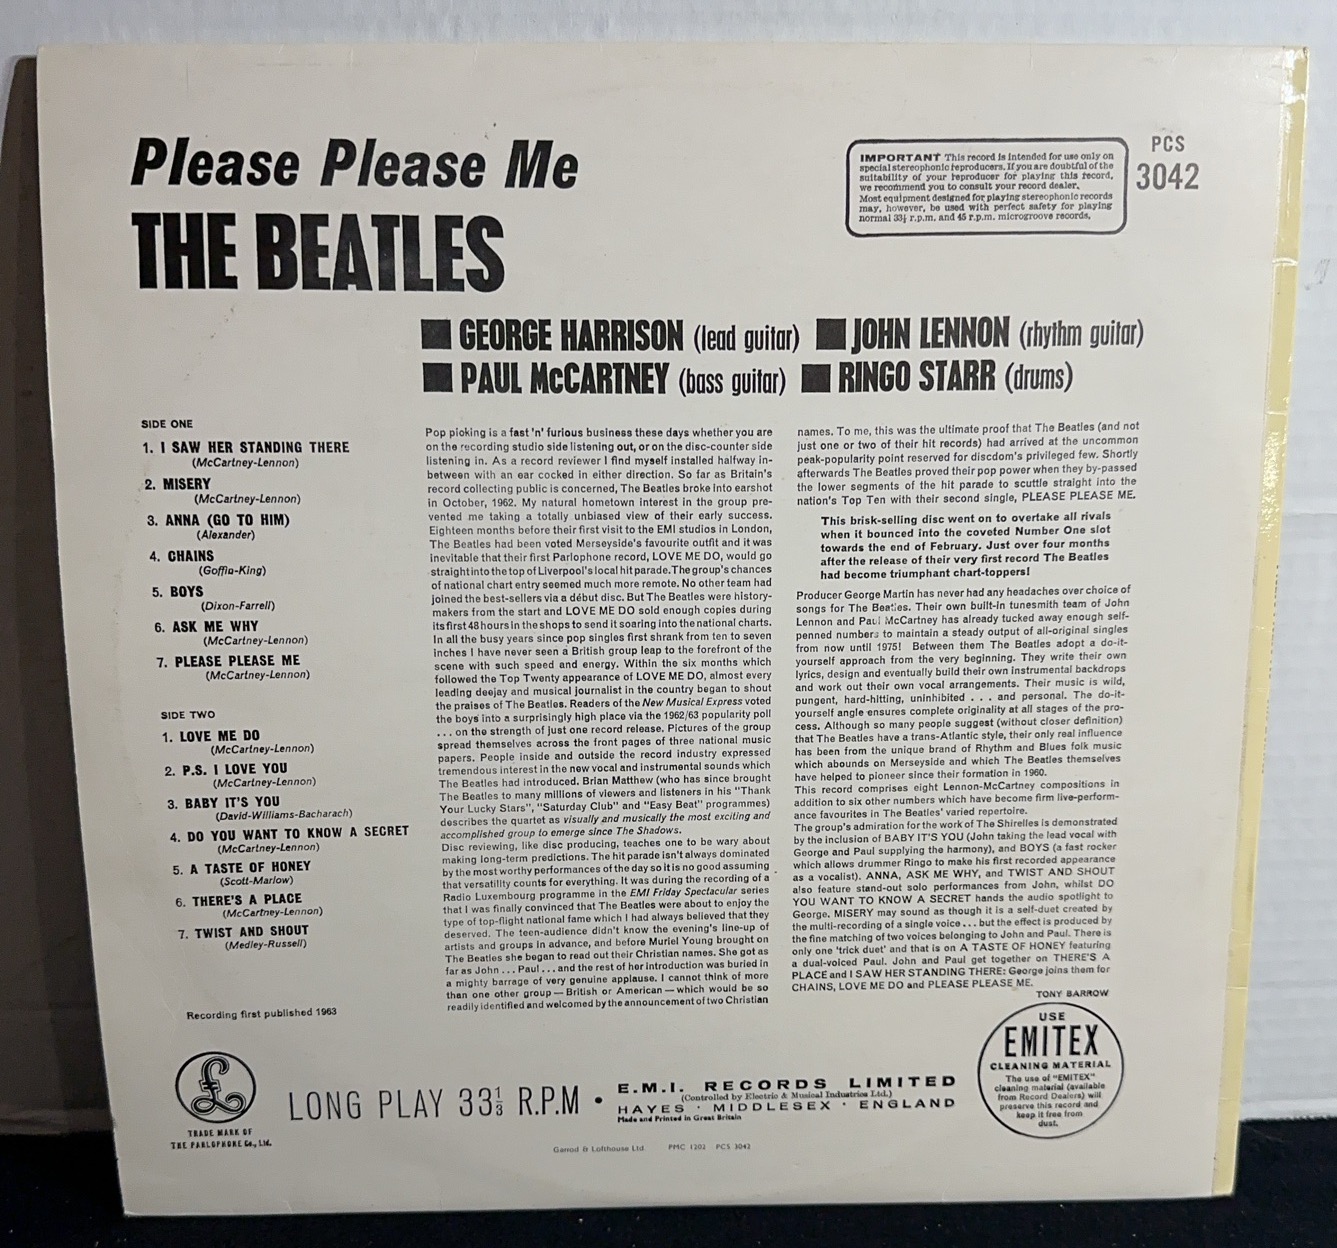 Please Please Me
THE BEATLES
IMPORTANT This record is intended for use only on
special stereophonic reproducers. If you are doubtful of the
suitability of your reproducer for playing this record,
we recommend you to consult your record dealer.
Most equipment designed for playing stereophonic records
may, however, be used with perfect safety for playing
normal 33⅓ r.p.m. and 45 r.p.m. microgroove records.
PCS
3042
■ GEORGE HARRISON (lead guitar) ■ JOHN LENNON (rhythm guitar)
■ PAUL McCARTNEY (bass guitar) ■ RINGO STARR (drums)
SIDE ONE
1. I SAW HER STANDING THERE
(McCartney-Lennon)
2. MISERY
(McCartney-Lennon)
3. ANNA (GO TO HIM)
(Alexander)
4. CHAINS
(Goffin-King)
5. BOYS
(Dixon-Farrell)
6. ASK ME WHY
(McCartney-Lennon)
7. PLEASE PLEASE ME
(McCartney-Lennon)
SIDE TWO
1. LOVE ME DO
(McCartney-Lennon)
2. P.S. I LOVE YOU
(McCartney-Lennon)
3. BABY IT'S YOU
(David-Williams-Bacharach)
4. DO YOU WANT TO KNOW A SECRET
(McCartney-Lennon)
5. A TASTE OF HONEY
(Scott-Marlow)
6. THERE'S A PLACE
(McCartney-Lennon)
7. TWIST AND SHOUT
(Medley-Russell)
Recording first published 1963
Pop picking is a fast 'n' furious business these days whether you are
on the recording studio side listening out, or on the disc-counter side
listening in. As a record reviewer I find myself installed halfway in-
between with an ear cocked in either direction. So far as Britain's
record collecting public is concerned, The Beatles broke into earshot
in October, 1962. My natural hometown interest in the group pre-
vented me taking a totally unbiased view of their early success.
Eighteen months before their first visit to the EMI studios in London,
The Beatles had been voted Merseyside's favourite outfit and it was
inevitable that their first Parlophone record, LOVE ME DO, would go
straight into the top of Liverpool's local hit parade. The group's chances
of national chart entry seemed much more remote. No other team had
joined the best-sellers via a début disc. But The Beatles were history-
makers from the start and LOVE ME DO sold enough copies during
its first 48 hours in the shops to send it soaring into the national charts.
In all the busy years since pop singles first shrank from ten to seven
inches I have never seen a British group leap to the forefront of the
scene with such speed and energy. Within the six months which
followed the Top Twenty appearance of LOVE ME DO, almost every
leading deejay and musical journalist in the country began to shout
the praises of The Beatles. Readers of the New Musical Express voted
the boys into a surprisingly high place via the 1962/63 popularity poll
... on the strength of just one record release. Pictures of the group
spread themselves across the front pages of three national music
papers. People inside and outside the record industry expressed
tremendous interest in the new vocal and instrumental sounds which
The Beatles had introduced. Brian Matthew (who has since brought
The Beatles to many millions of viewers and listeners in his "Thank
Your Lucky Stars", "Saturday Club" and "Easy Beat" programmes)
describes the quartet as visually and musically the most exciting and
accomplished group to emerge since The Shadows.
Disc reviewing, like disc producing, teaches one to be wary about
making long-term predictions. The hit parade isn't always dominated
by the most worthy performances of the day so it is no good assuming
that versatility counts for everything. It was during the recording of a
Radio Luxembourg programme in the EMI Friday Spectacular series
that I was finally convinced that The Beatles were about to enjoy the
type of top-flight national fame which I had always believed that they
deserved. The teen-audience didn't know the evening's line-up of
artists and groups in advance, and before Muriel Young brought on
The Beatles she began to read out their Christian names. She got as
far as John ... Paul ... and the rest of her introduction was buried in
a mighty barrage of very genuine applause. I cannot think of more
than one other group — British or American — which would be so
readily identified and welcomed by the announcement of two Christian
names. To me, this was the ultimate proof that The Beatles (and not
just one or two of their hit records) had arrived at the uncommon
peak-popularity point reserved for discdom's privileged few. Shortly
afterwards The Beatles proved their pop power when they by-passed
the lower segments of the hit parade to scuttle straight into the
nation's Top Ten with their second single, PLEASE PLEASE ME.
This brisk-selling disc went on to overtake all rivals
when it bounced into the coveted Number One slot
towards the end of February. Just over four months
after the release of their very first record The Beatles
had become triumphant chart-toppers!
Producer George Martin has never had any headaches over choice of
songs for The Beatles. Their own built-in tunesmith team of John
Lennon and Paul McCartney has already tucked away enough self-
penned numbers to maintain a steady output of all-original singles
from now until 1975! Between them The Beatles adopt a do-it-
yourself approach from the very beginning. They write their own
lyrics, design and eventually build their own instrumental backdrops
and work out their own vocal arrangements. Their music is wild,
pungent, hard-hitting, uninhibited . . . and personal. The do-it-
yourself angle ensures complete originality at all stages of the pro-
cess. Although so many people suggest (without closer definition)
that The Beatles have a trans-Atlantic style, their only real influence
has been from the unique brand of Rhythm and Blues folk music
which abounds on Merseyside and which The Beatles themselves
have helped to pioneer since their formation in 1960.
This record comprises eight Lennon-McCartney compositions in
addition to six other numbers which have become firm live-perform-
ance favourites in The Beatles' varied repertoire.
The group's admiration for the work of The Shirelles is demonstrated
by the inclusion of BABY IT'S YOU (John taking the lead vocal with
George and Paul supplying the harmony), and BOYS (a fast rocker
which allows drummer Ringo to make his first recorded appearance
as a vocalist). ANNA, ASK ME WHY, and TWIST AND SHOUT
also feature stand-out solo performances from John, whilst DO
YOU WANT TO KNOW A SECRET hands the audio spotlight to
George. MISERY may sound as though it is a self-duet created by
the multi-recording of a single voice ... but the effect is produced by
the fine matching of two voices belonging to John and Paul. There is
only one 'trick duet' and that is on A TASTE OF HONEY featuring
a dual-voiced Paul. John and Paul get together on THERE'S A
PLACE and I SAW HER STANDING THERE: George joins them for
CHAINS, LOVE ME DO and PLEASE PLEASE ME.
TONY BARROW
TRADE MARK OF
THE PARLOPHONE Co., Ltd.
LONG PLAY 33⅓ R.P.M •
E.M.I. RECORDS LIMITED
(Controlled by Electric & Musical Industries Ltd.)
HAYES · MIDDLESEX · ENGLAND
Made and Printed in Great Britain
USE
EMITEX
CLEANING MATERIAL
The use of "EMITEX"
cleaning material (available
from Record Dealers) will
preserve this record and
keep it free from
dust.
Garrod & Lofthouse Ltd. PMC 1202 PCS 3042